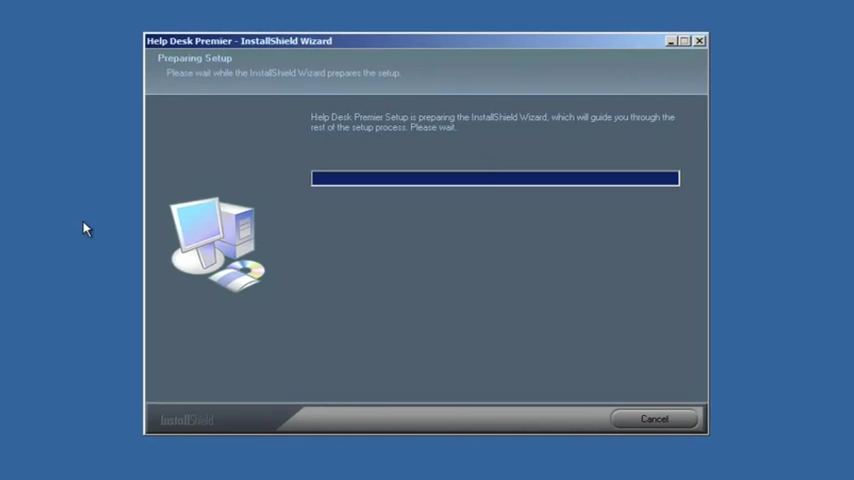 Help Desk Premier - InstallShield Wizard
Preparing Setup
Please wait while the InstallShield Wizard prepares the setup.
Help Desk Premier Setup is preparing the InstallShield Wizard, which will guide you through the
rest of the setup process. Please wait.
InstallShield
Cancel